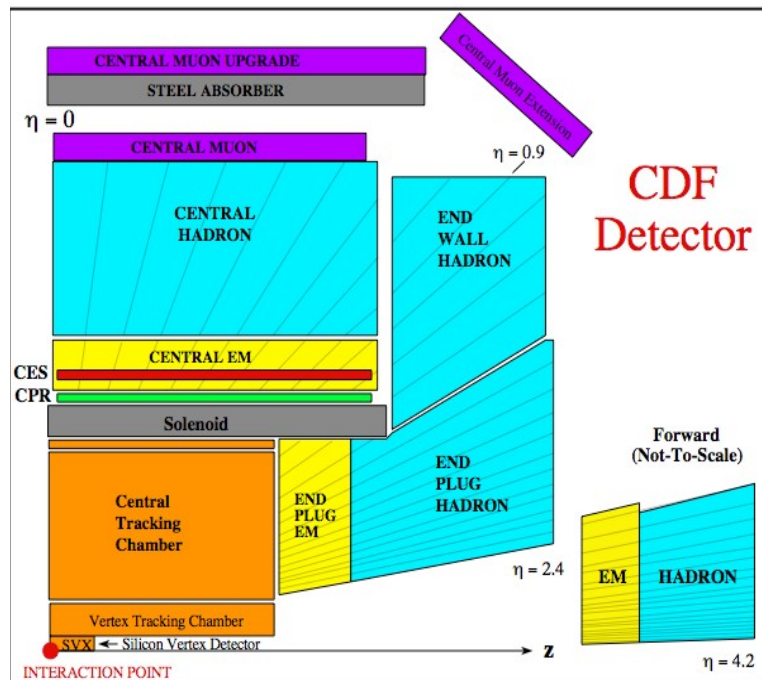 CENTRAL MUON UPGRADE
STEEL ABSORBER
Central Muon Extension
η = 0
CENTRAL MUON
η = 0.9
CDF
Detector
CENTRAL
HADRON
END
WALL
HADRON
CENTRAL EM
CES
CPR
Solenoid
Central
Tracking
Chamber
END
PLUG
EM
END
PLUG
HADRON
Forward
(Not-To-Scale)
EM
HADRON
η = 2.4
Vertex Tracking Chamber
SVX
Silicon Vertex Detector
z
η = 4.2
INTERACTION POINT